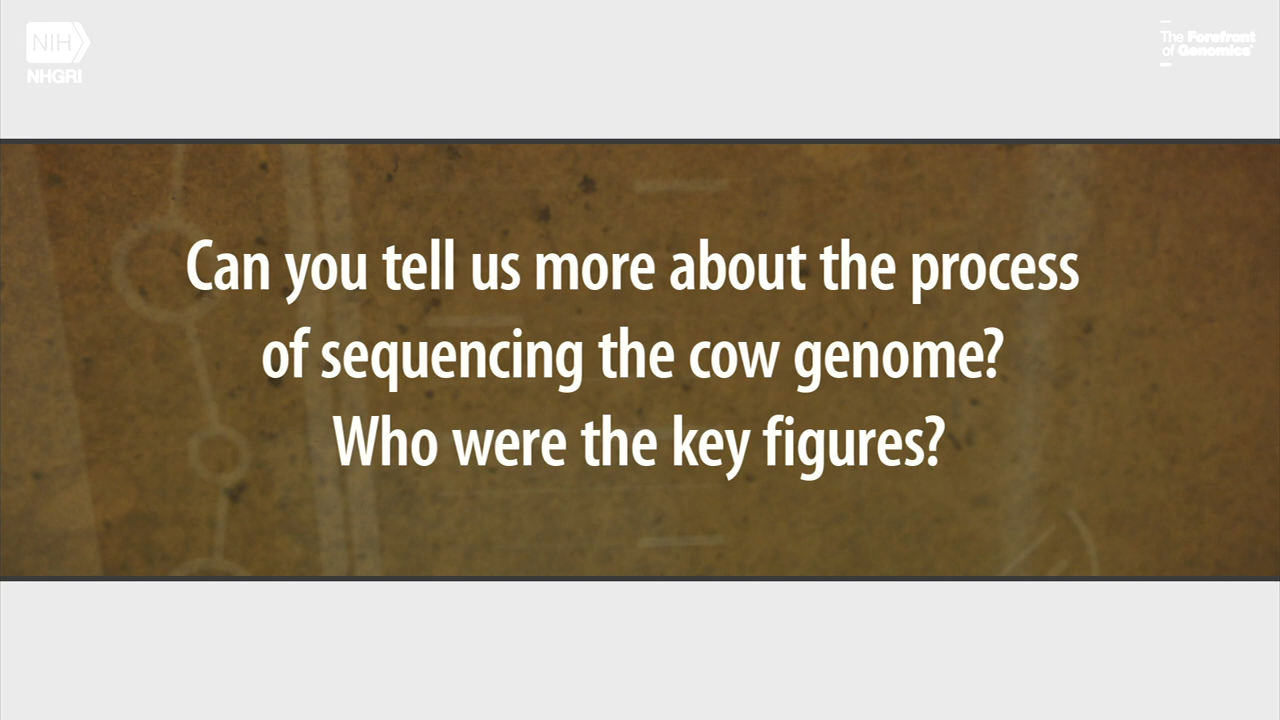 NIH
NHGRI
The Forefront
of Genomics®
Can you tell us more about the process
of sequencing the cow genome?
Who were the key figures?